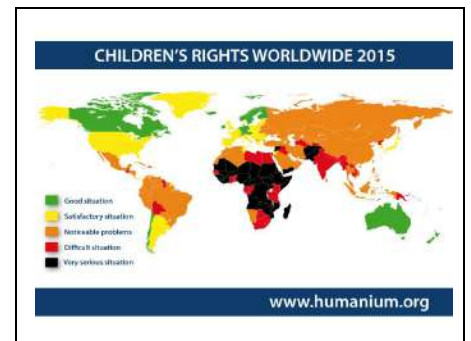 CHILDREN'S RIGHTS WORLDWIDE 2015
Good situation
Satisfactory situation
Noticeable problems
Difficult situation
Very serious situation
www.humanium.org